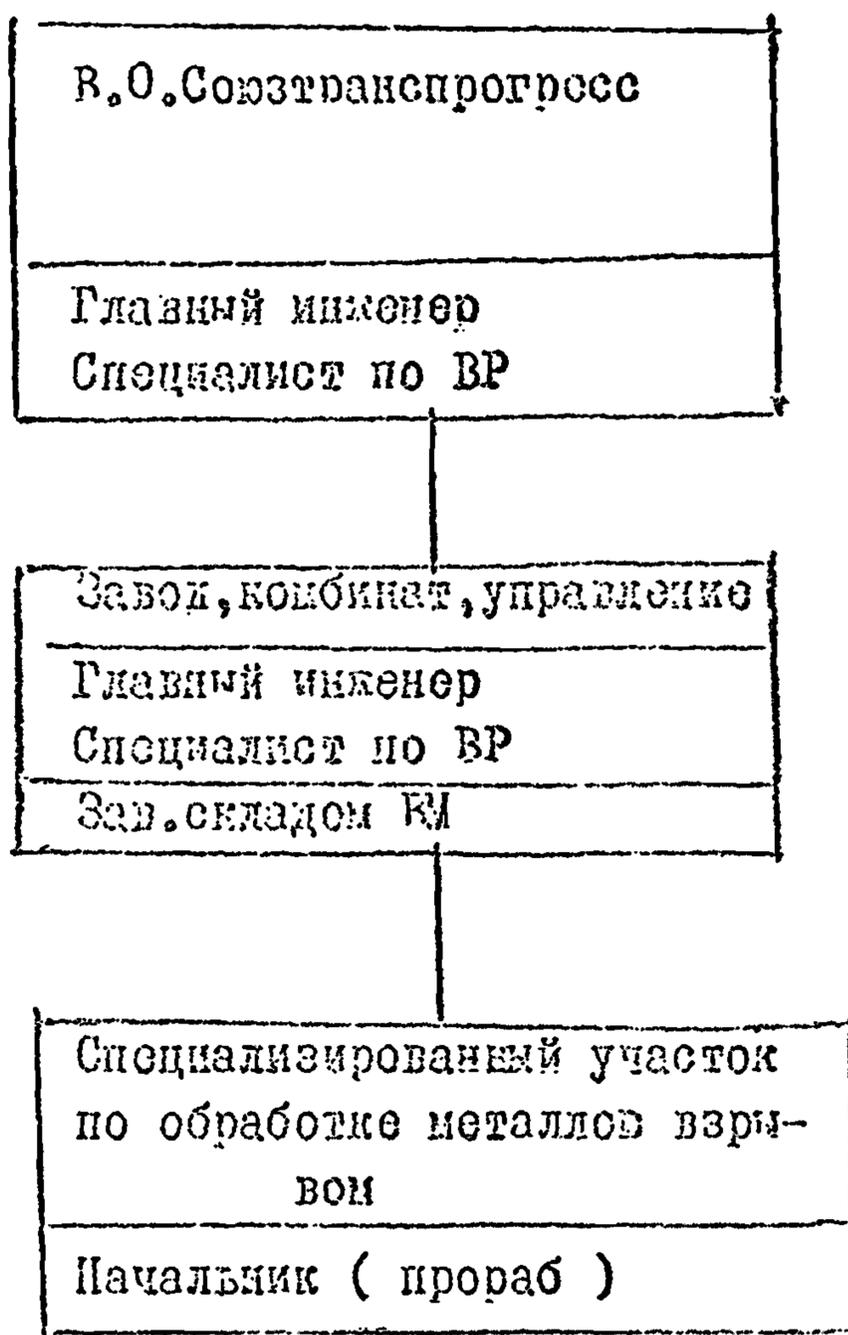 В.О.Союзтранспрогресс
Главный инженер
Специалист по ВР
Завод,комбинат,управление
Главный инженер
Специалист по ВР
Зав.складом ВМ
Специализированный участок
по обработке металлов взры-
вом
Начальник ( прораб )